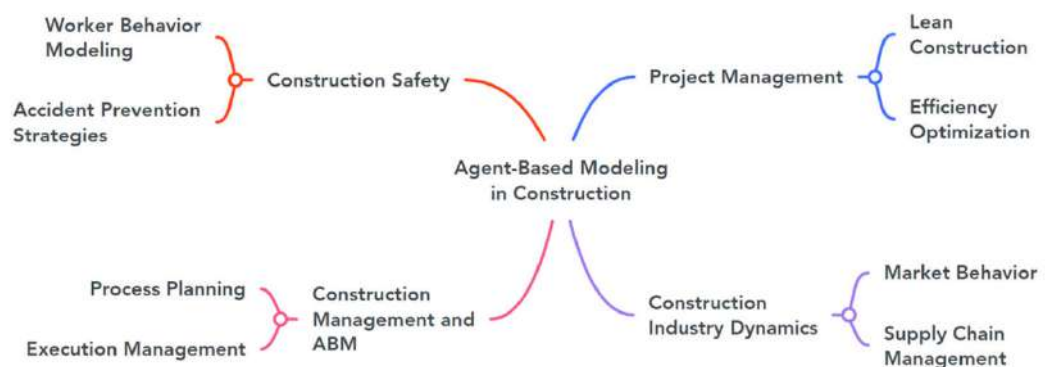 Worker Behavior
Modeling
Construction Safety
Accident Prevention
Strategies
Project Management
Lean
Construction
Efficiency
Optimization
Agent-Based Modeling
in Construction
Process Planning
Execution Management
Construction
Management and
ABM
Construction
Industry Dynamics
Market Behavior
Supply Chain
Management